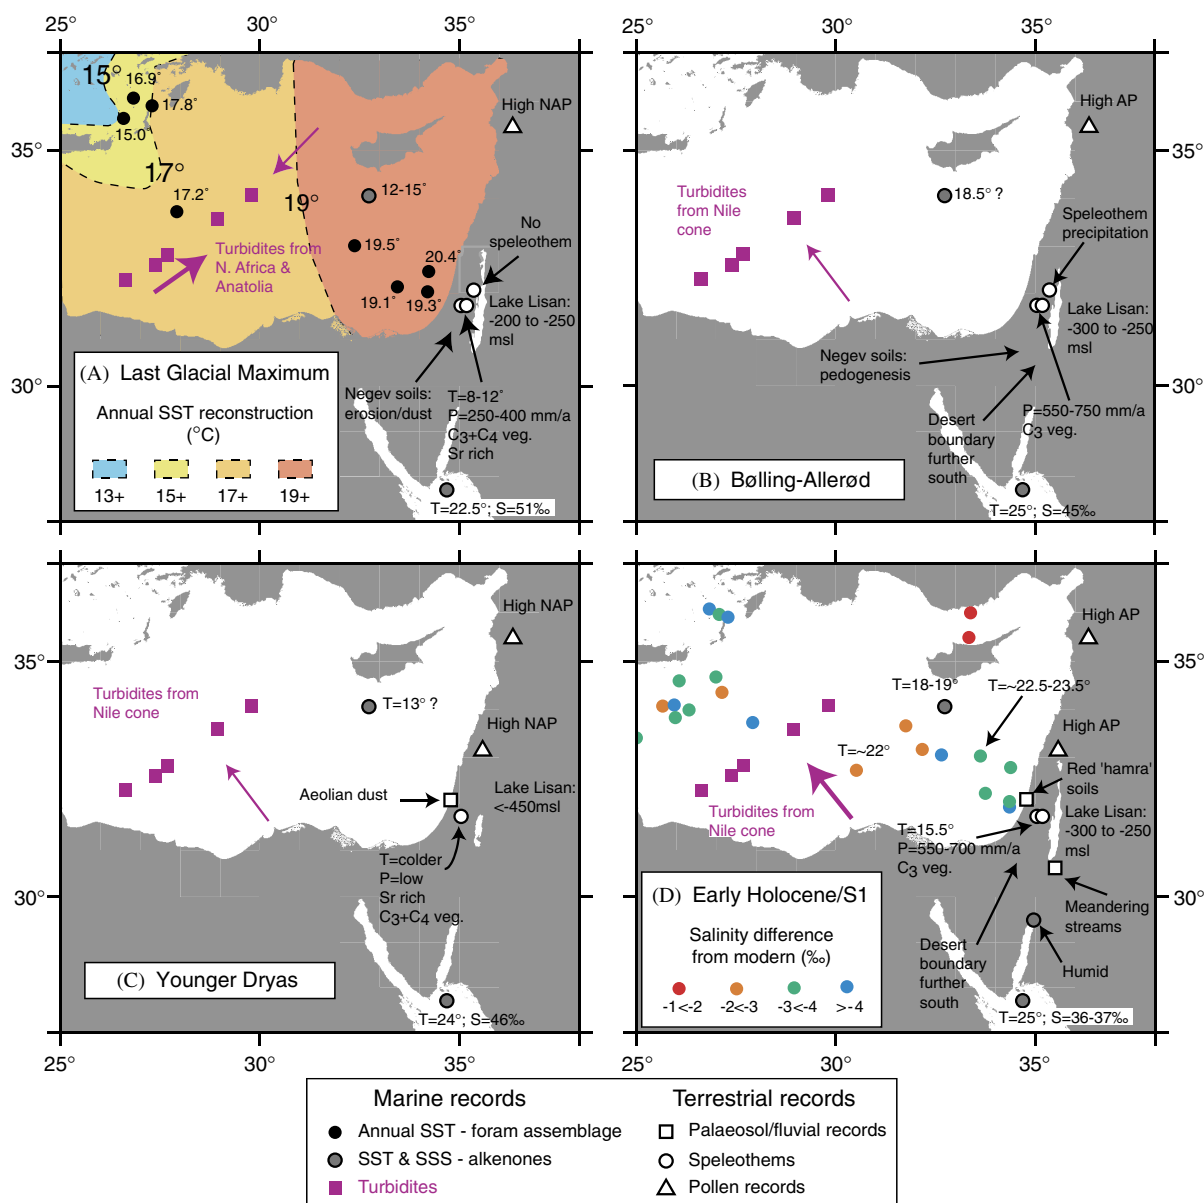 25°
30°
35°
25°
30°
35°
15°
16.9°
17.8°
15.0°
High NAP
35°
17°
17.2°
19°
12-15°
No
speleothem
Turbidites from
N. Africa &
Anatolia
19.5°
20.4°
19.1°
19.3°
Lake Lisan:
-200 to -250
msl
30°
(A) Last Glacial Maximum
Annual SST reconstruction
(°C)
13+
15+
17+
19+
Negev soils:
erosion/dust
T=8-12°
P=250-400 mm/a
C3+C4 veg.
Sr rich
T=22.5°; S=51‰
High AP
35°
Turbidites
from Nile
cone
18.5° ?
Speleothem
precipitation
Lake Lisan:
-300 to -250
msl
Negev soils:
pedogenesis
30°
Desert
boundary
further
south
P=550-750 mm/a
C3 veg.
(B) Bølling-Allerød
T=25°; S=45‰
High NAP
35°
Turbidites from
Nile cone
T=13° ?
High NAP
Aeolian dust
Lake Lisan:
<-450msl
T=colder
P=low
Sr rich
C3+C4 veg.
30°
(C) Younger Dryas
T=24°; S=46‰
25°
30°
35°
High AP
35°
T=18-19°
T=~22.5-23.5°
High AP
T=~22°
Red 'hamra'
soils
Turbidites from
Nile cone
Lake Lisan:
-300 to -250
msl
T=15.5°
P=550-700 mm/a
C3 veg.
30°
(D) Early Holocene/S1
Salinity difference
from modern (‰)
-1<-2
-2<-3
-3<-4
>-4
Meandering
streams
Desert
boundary
further
south
Humid
T=25°; S=36-37‰
25°
30°
35°
Marine records
Annual SST - foram assemblage
SST & SSS - alkenones
Turbidites
Terrestrial records
Palaeosol/fluvial records
Speleothems
Pollen records